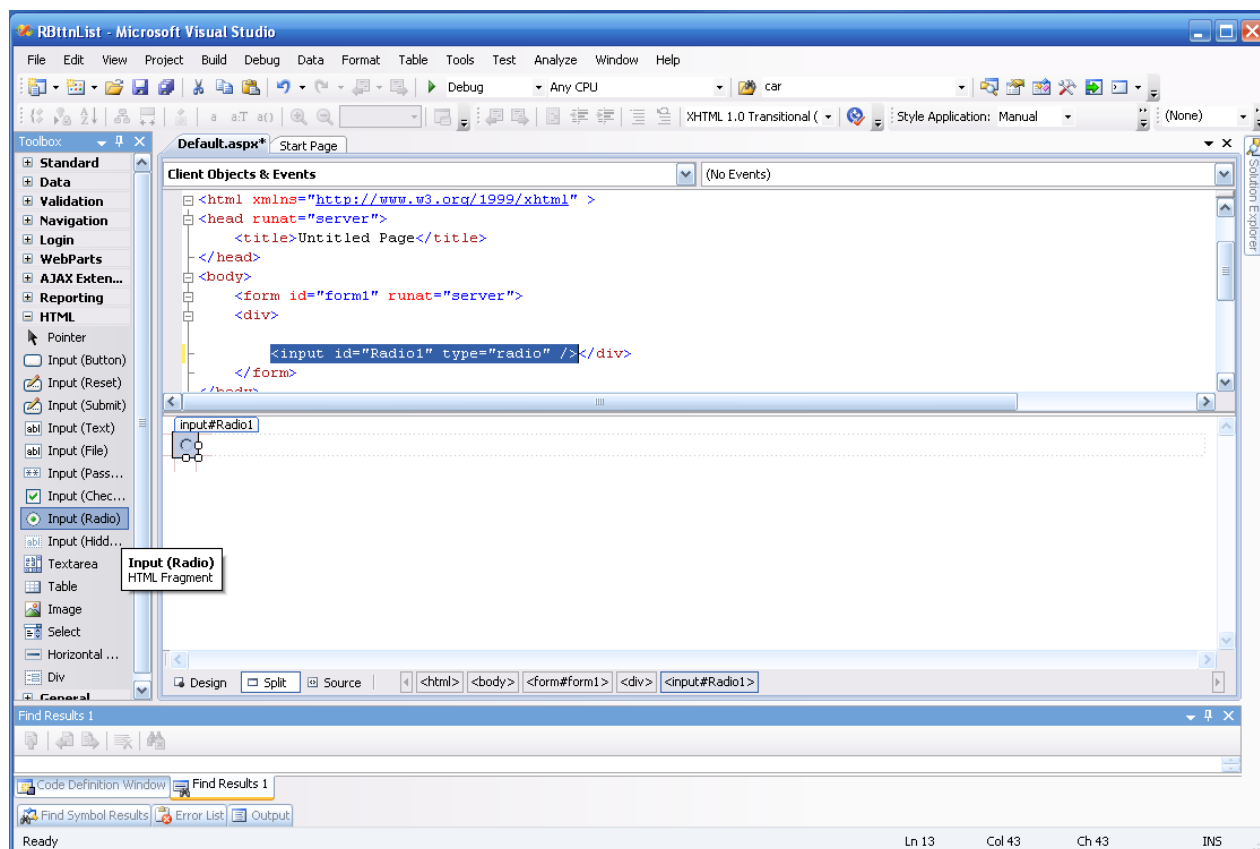 RBttnList - Microsoft Visual Studio
File Edit View Project Build Debug Data Format Table Tools Test Analyze Window Help
Debug Any CPU car
XHTML 1.0 Transitional ( Style Application: Manual (None)
Toolbox
Default.aspx* Start Page
Client Objects & Events (No Events)
Solution Explorer
Standard
Data
Validation
Navigation
Login
WebParts
AJAX Exten...
Reporting
HTML
Pointer
Input (Button)
Input (Reset)
Input (Submit)
Input (Text)
Input (File)
Input (Pass...
Input (Chec...
Input (Radio)
Input (Hidd...
Textarea
Table
Image
Select
Horizontal ...
Div
General
<html xmlns="http://www.w3.org/1999/xhtml" >
<head runat="server">
<title>Untitled Page</title>
</head>
<body>
<form id="form1" runat="server">
<div>
<input id="Radio1" type="radio" /></div>
</form>
</body>
input#Radio1
Input (Radio)
HTML Fragment
Design Split Source <html> <body> <form#form1> <div> <input#Radio1>
Find Results 1
Code Definition Window Find Results 1
Find Symbol Results Error List Output
Ready Ln 13 Col 43 Ch 43 INS